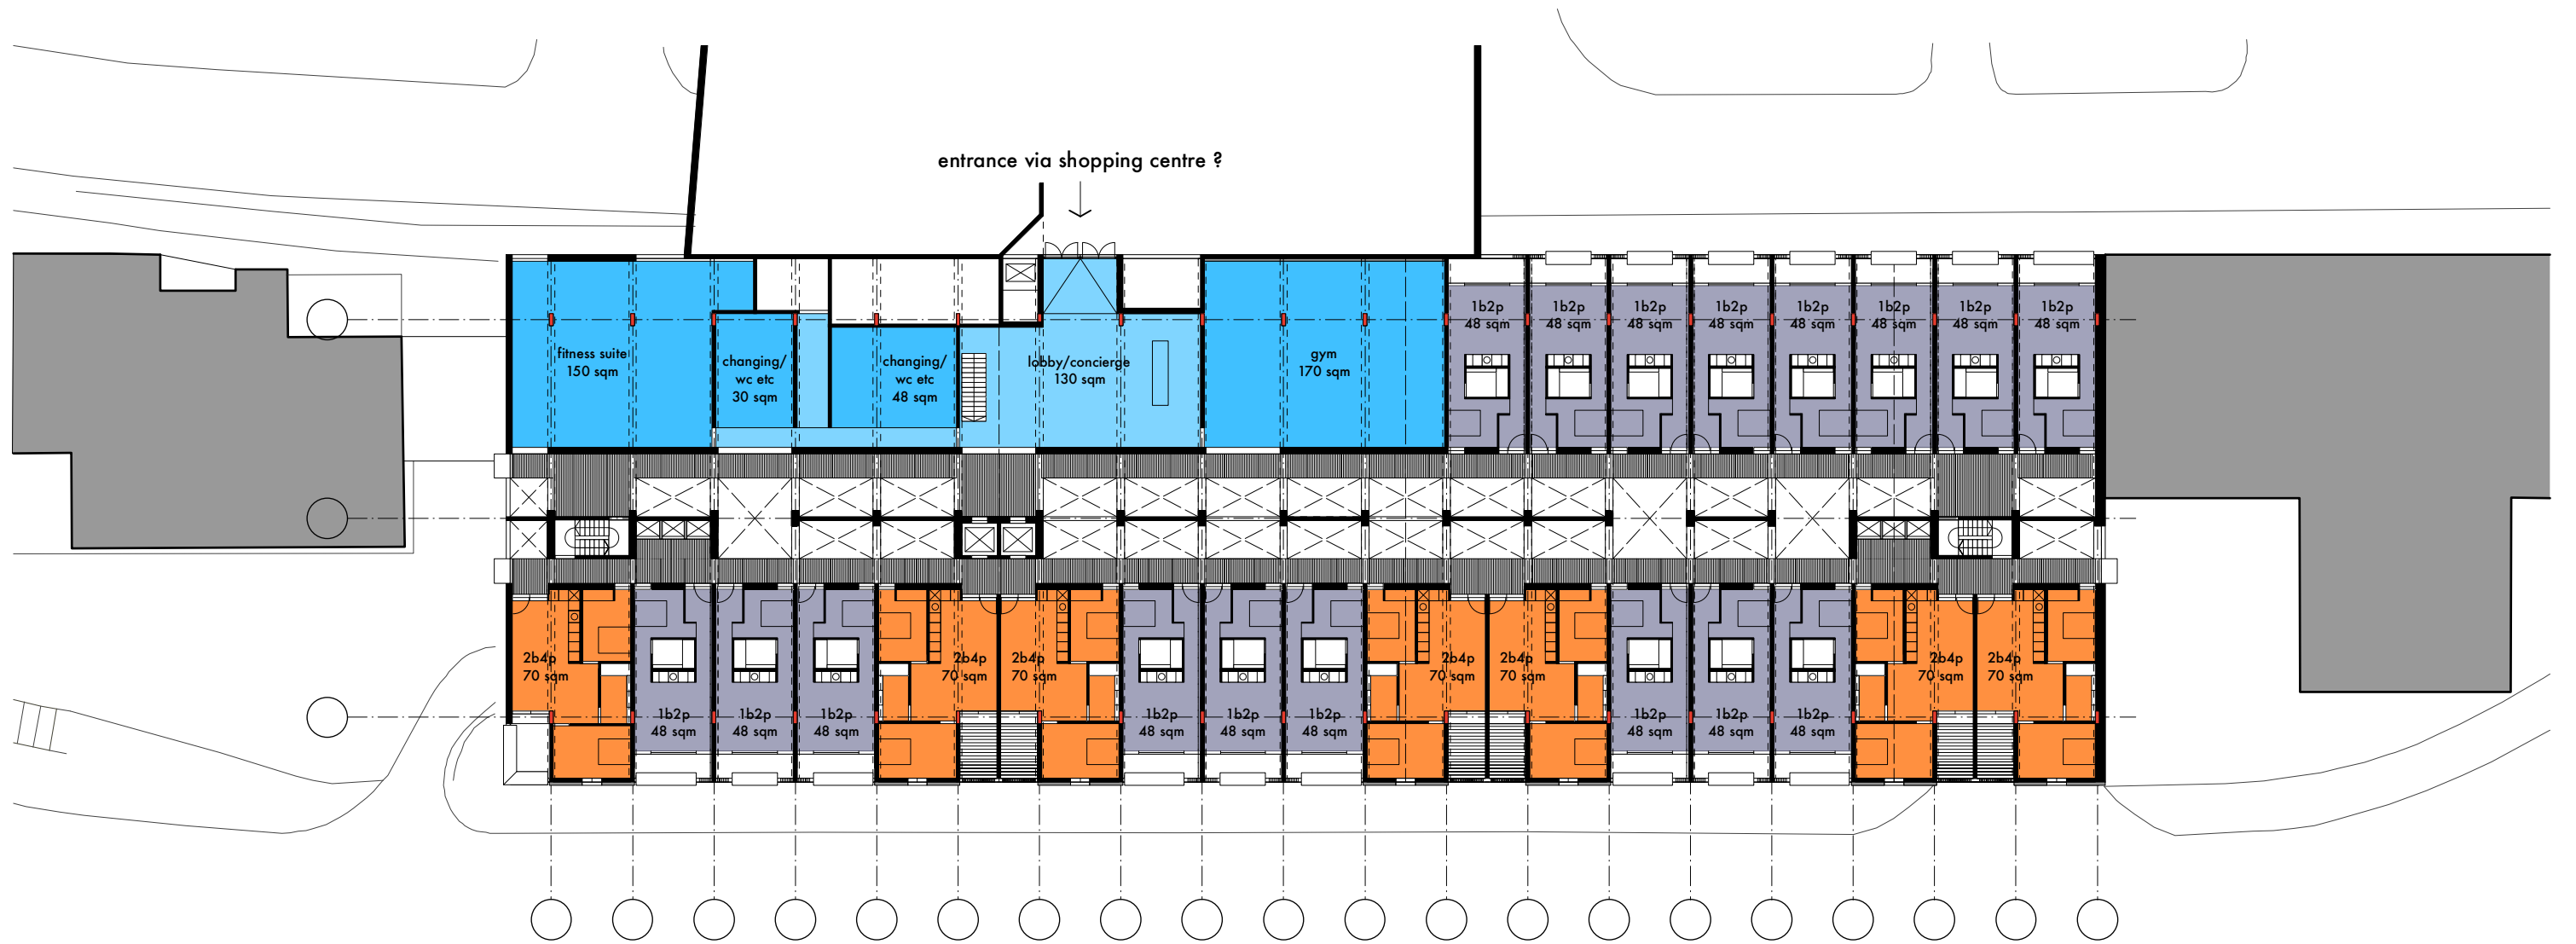 entrance via shopping centre ?
1b2p
48 sqm
1b2p
48 sqm
1b2p
48 sqm
1b2p
48 sqm
1b2p
48 sqm
1b2p
48 sqm
1b2p
48 sqm
1b2p
48 sqm
fitness suite
150 sqm
changing/
wc etc
30 sqm
changing/
wc etc
48 sqm
lobby/concierge
130 sqm
gym
170 sqm
2b4p
70 sqm
1b2p
48 sqm
1b2p
48 sqm
1b2p
48 sqm
2b4p
70 sqm
2b4p
70 sqm
1b2p
48 sqm
1b2p
48 sqm
1b2p
48 sqm
2b4p
70 sqm
2b4p
70 sqm
1b2p
48 sqm
1b2p
48 sqm
1b2p
48 sqm
2b4p
70 sqm
2b4p
70 sqm